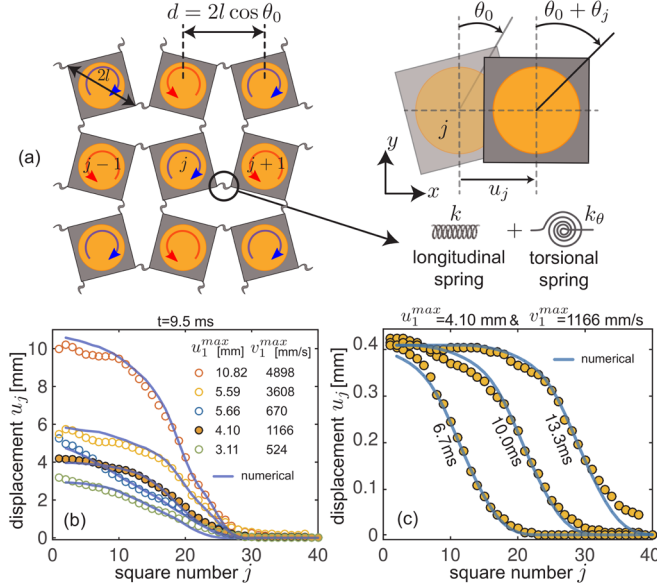 d = 2l cos θ₀
θ₀
θ₀ + θⱼ
2l
(a)
j−1
j
j+1
j
y
x
uⱼ
k
+
k_θ
longitudinal
spring
torsional
spring
t=9.5 ms
u₁ᵐᵃˣ [mm] v₁ᵐᵃˣ [mm/s]
10.82 4898
5.59 3608
5.66 670
4.10 1166
3.11 524
numerical
displacement uⱼ [mm]
10
8
6
4
2
0
(b)
0 10 20 30 40
square number j
u₁ᵐᵃˣ=4.10 mm & v₁ᵐᵃˣ=1166 mm/s
numerical
6.7ms
10.0ms
13.3ms
displacement uⱼ [mm]
0.4
0.3
0.2
0.1
0
(c)
0 10 20 30 40
square number j